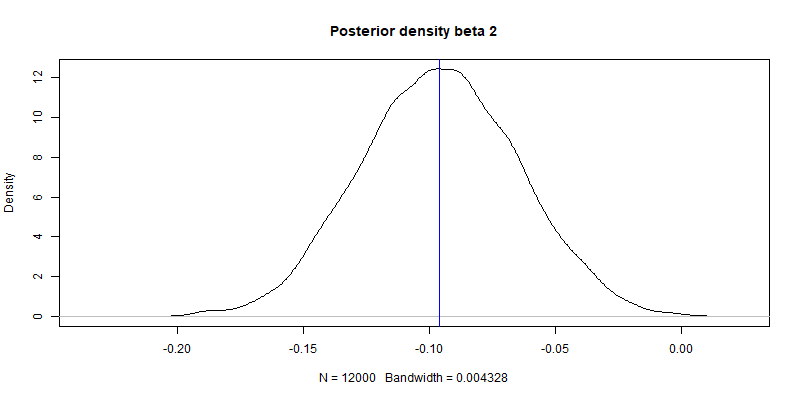 Posterior density beta 2
Density
12
10
8
6
4
2
0
-0.20 -0.15 -0.10 -0.05 0.00
N = 12000 Bandwidth = 0.004328